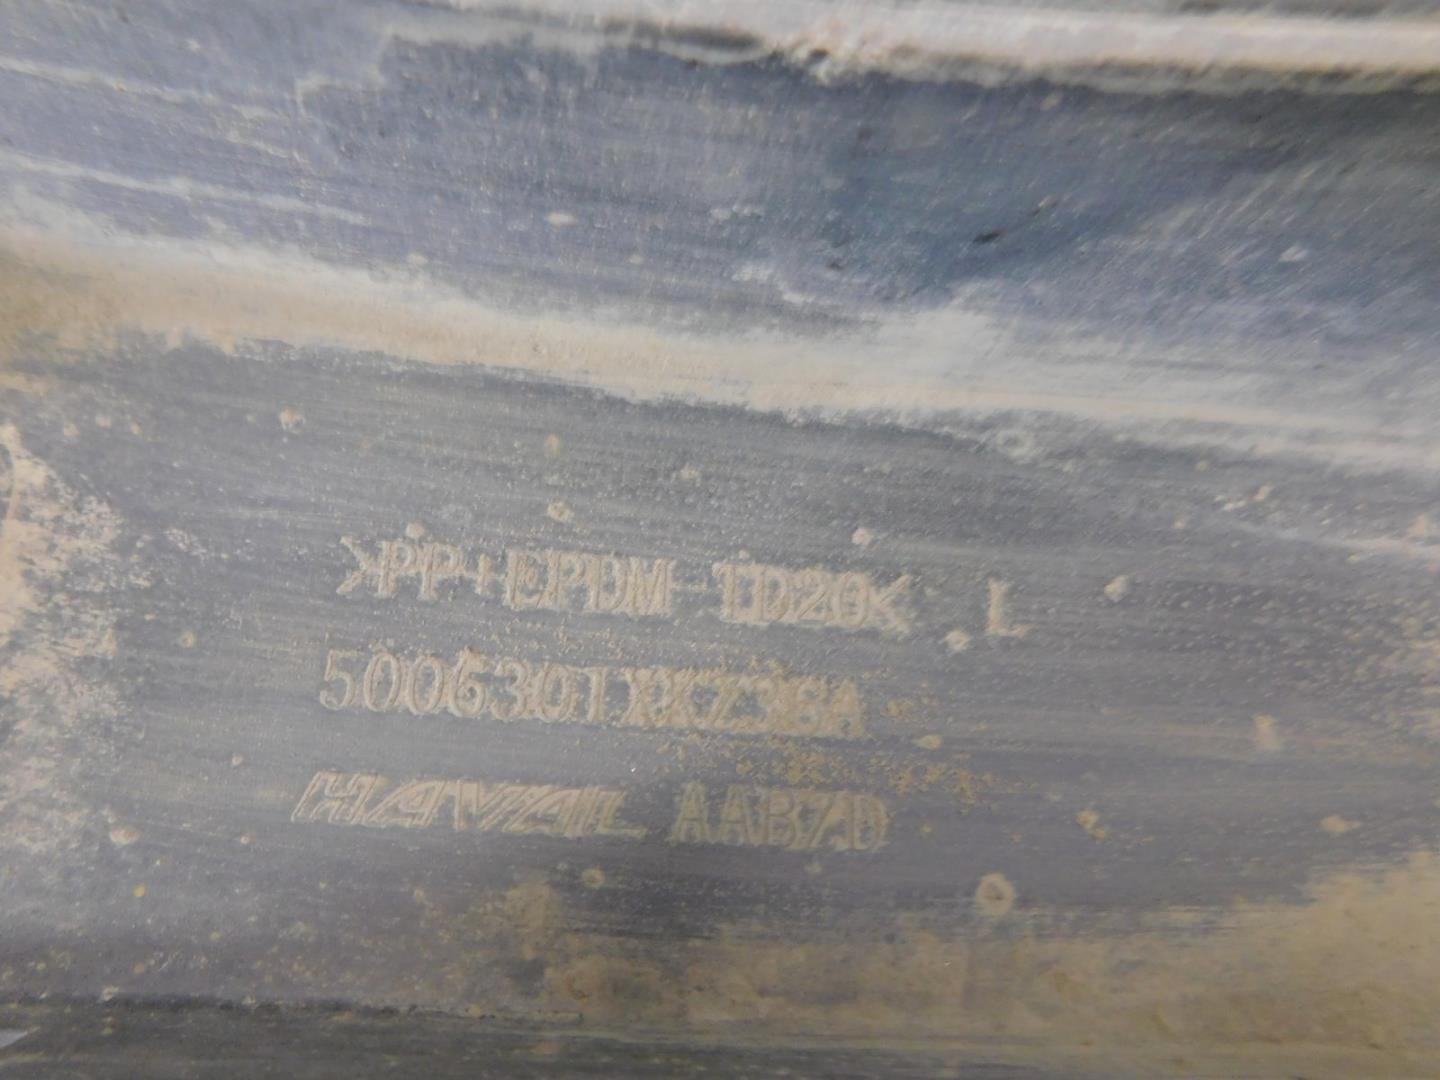 >PP+EPDM-TD20< L
5006301XKZ36A
HAVAL AAB7D